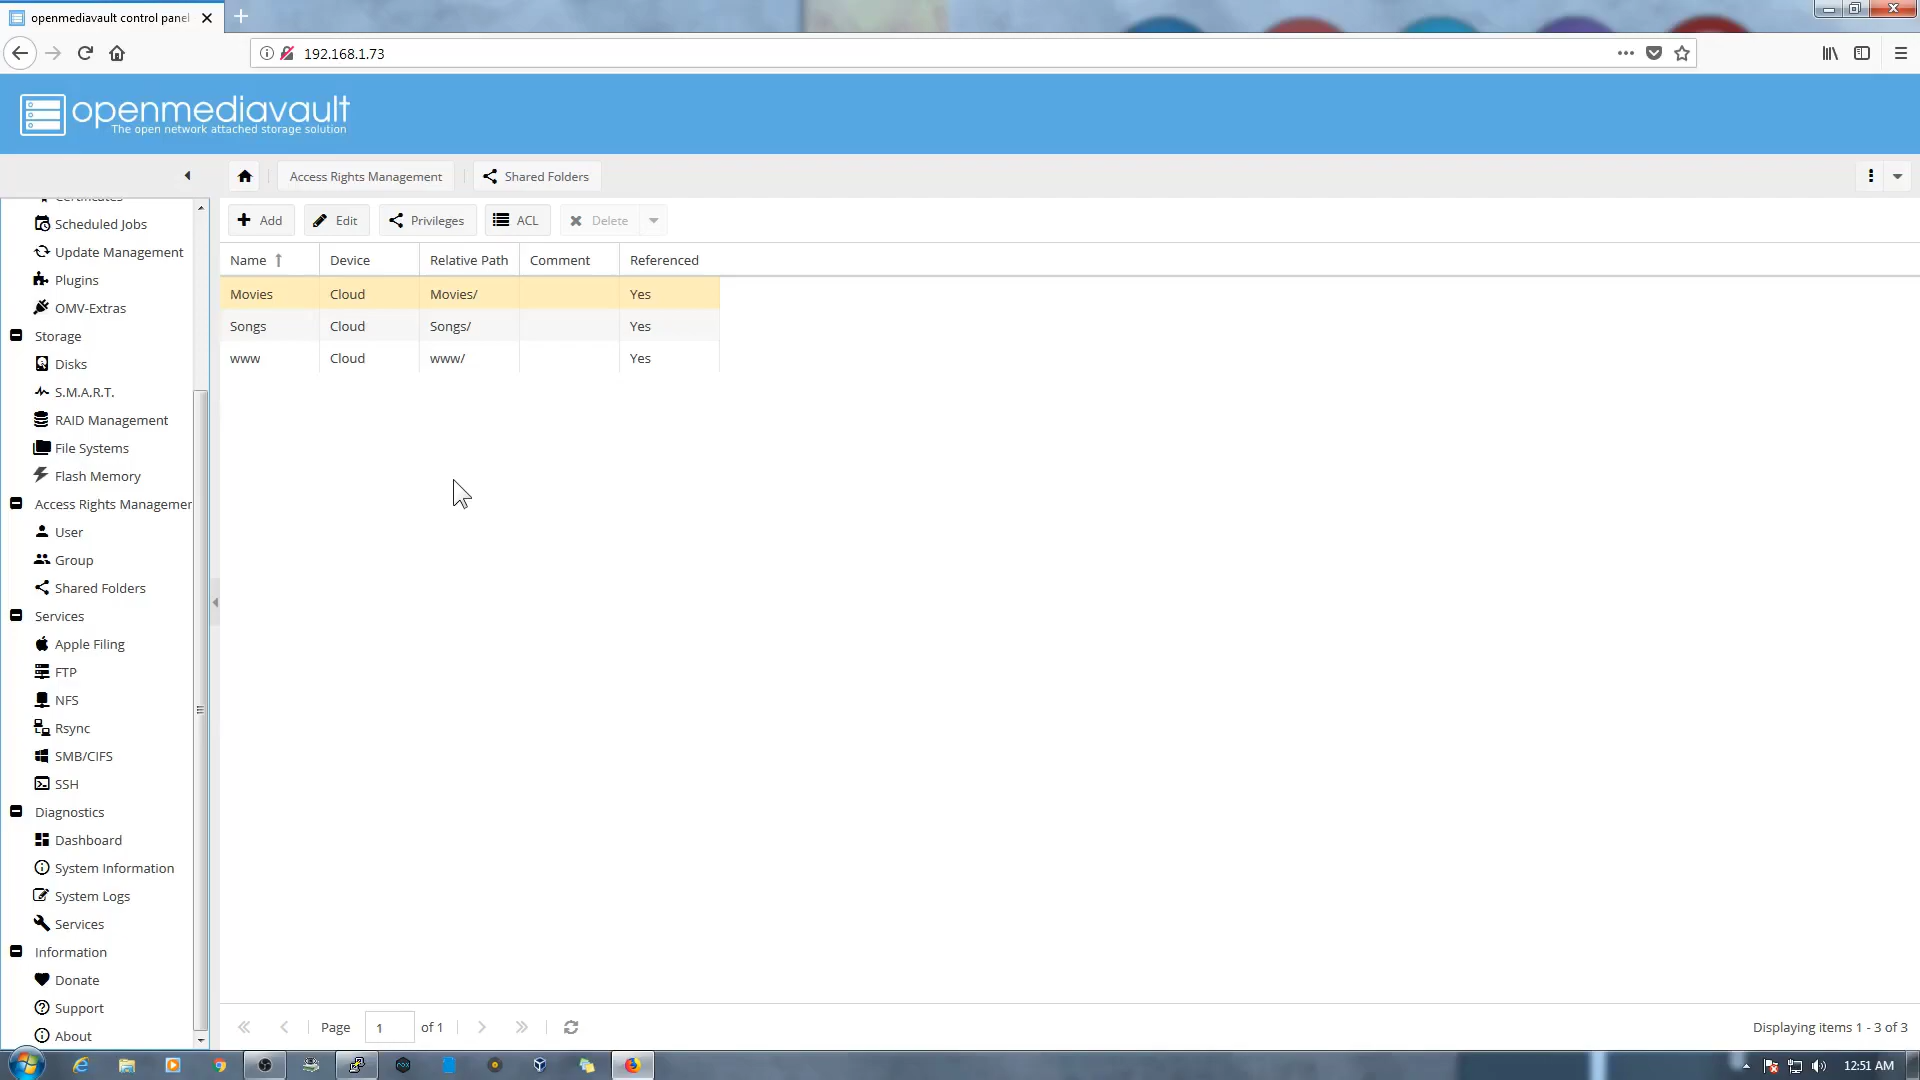 openmediavault control panel
192.168.1.73
openmediavault
The open network attached storage solution
Access Rights Management
Shared Folders
Add
Edit
Privileges
ACL
Delete
Name
Device
Relative Path
Comment
Referenced
Movies
Cloud
Movies/
Yes
Songs
Cloud
Songs/
Yes
www
Cloud
www/
Yes
Certificates
Scheduled Jobs
Update Management
Plugins
OMV-Extras
Storage
Disks
S.M.A.R.T.
RAID Management
File Systems
Flash Memory
Access Rights Managemen
User
Group
Shared Folders
Services
Apple Filing
FTP
NFS
Rsync
SMB/CIFS
SSH
Diagnostics
Dashboard
System Information
System Logs
Services
Information
Donate
Support
About
Page
1
of 1
Displaying items 1 - 3 of 3
nox
12:51 AM